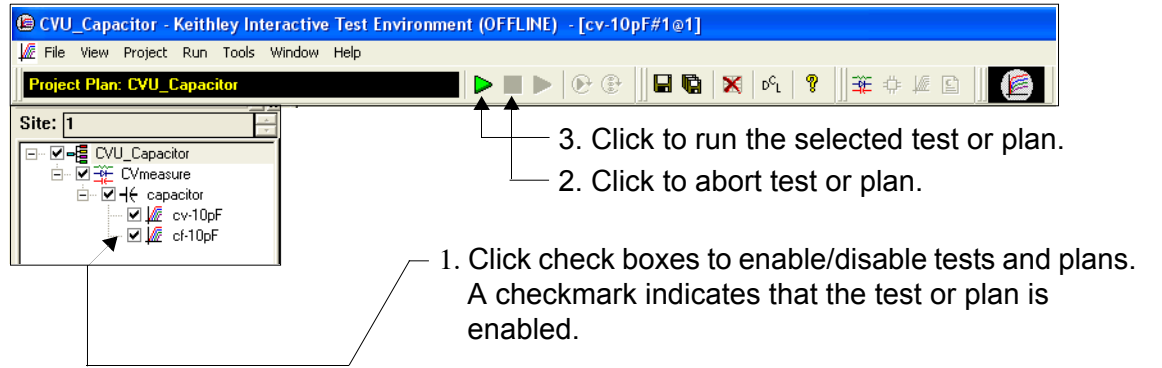 CVU_Capacitor - Keithley Interactive Test Environment (OFFLINE) - [cv-10pF#1@1]
File View Project Run Tools Window Help
Project Plan: CVU_Capacitor
Site: 1
CVU_Capacitor
CVmeasure
capacitor
cv-10pF
cf-10pF
3. Click to run the selected test or plan.
2. Click to abort test or plan.
1. Click check boxes to enable/disable tests and plans.
A checkmark indicates that the test or plan is
enabled.